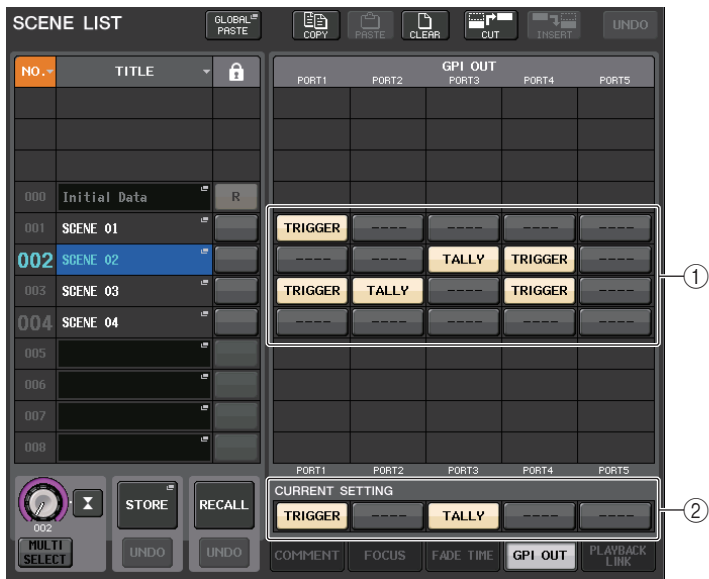 SCENE LIST GLOBAL PASTE COPY PASTE CLEAR CUT INSERT UNDO
NO. TITLE GPI OUT
PORT1 PORT2 PORT3 PORT4 PORT5
000 Initial Data R
001 SCENE 01 TRIGGER ---- ---- ---- ----
002 SCENE 02 ---- ---- TALLY TRIGGER ----
003 SCENE 03 TRIGGER TALLY ---- TRIGGER ----
004 SCENE 04 ---- ---- ---- ---- ----
①
005
006
007
008
PORT1 PORT2 PORT3 PORT4 PORT5
002 STORE RECALL
CURRENT SETTING
TRIGGER ---- TALLY ---- ----
②
MULTI SELECT UNDO UNDO COMMENT FOCUS FADE TIME GPI OUT PLAYBACK LINK